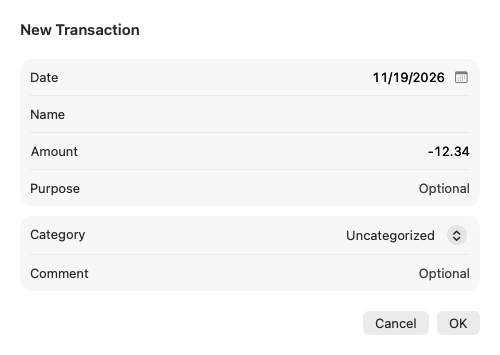 New Transaction
Date 11/19/2026
Name
Amount -12.34
Purpose Optional
Category Uncategorized
Comment Optional
Cancel OK